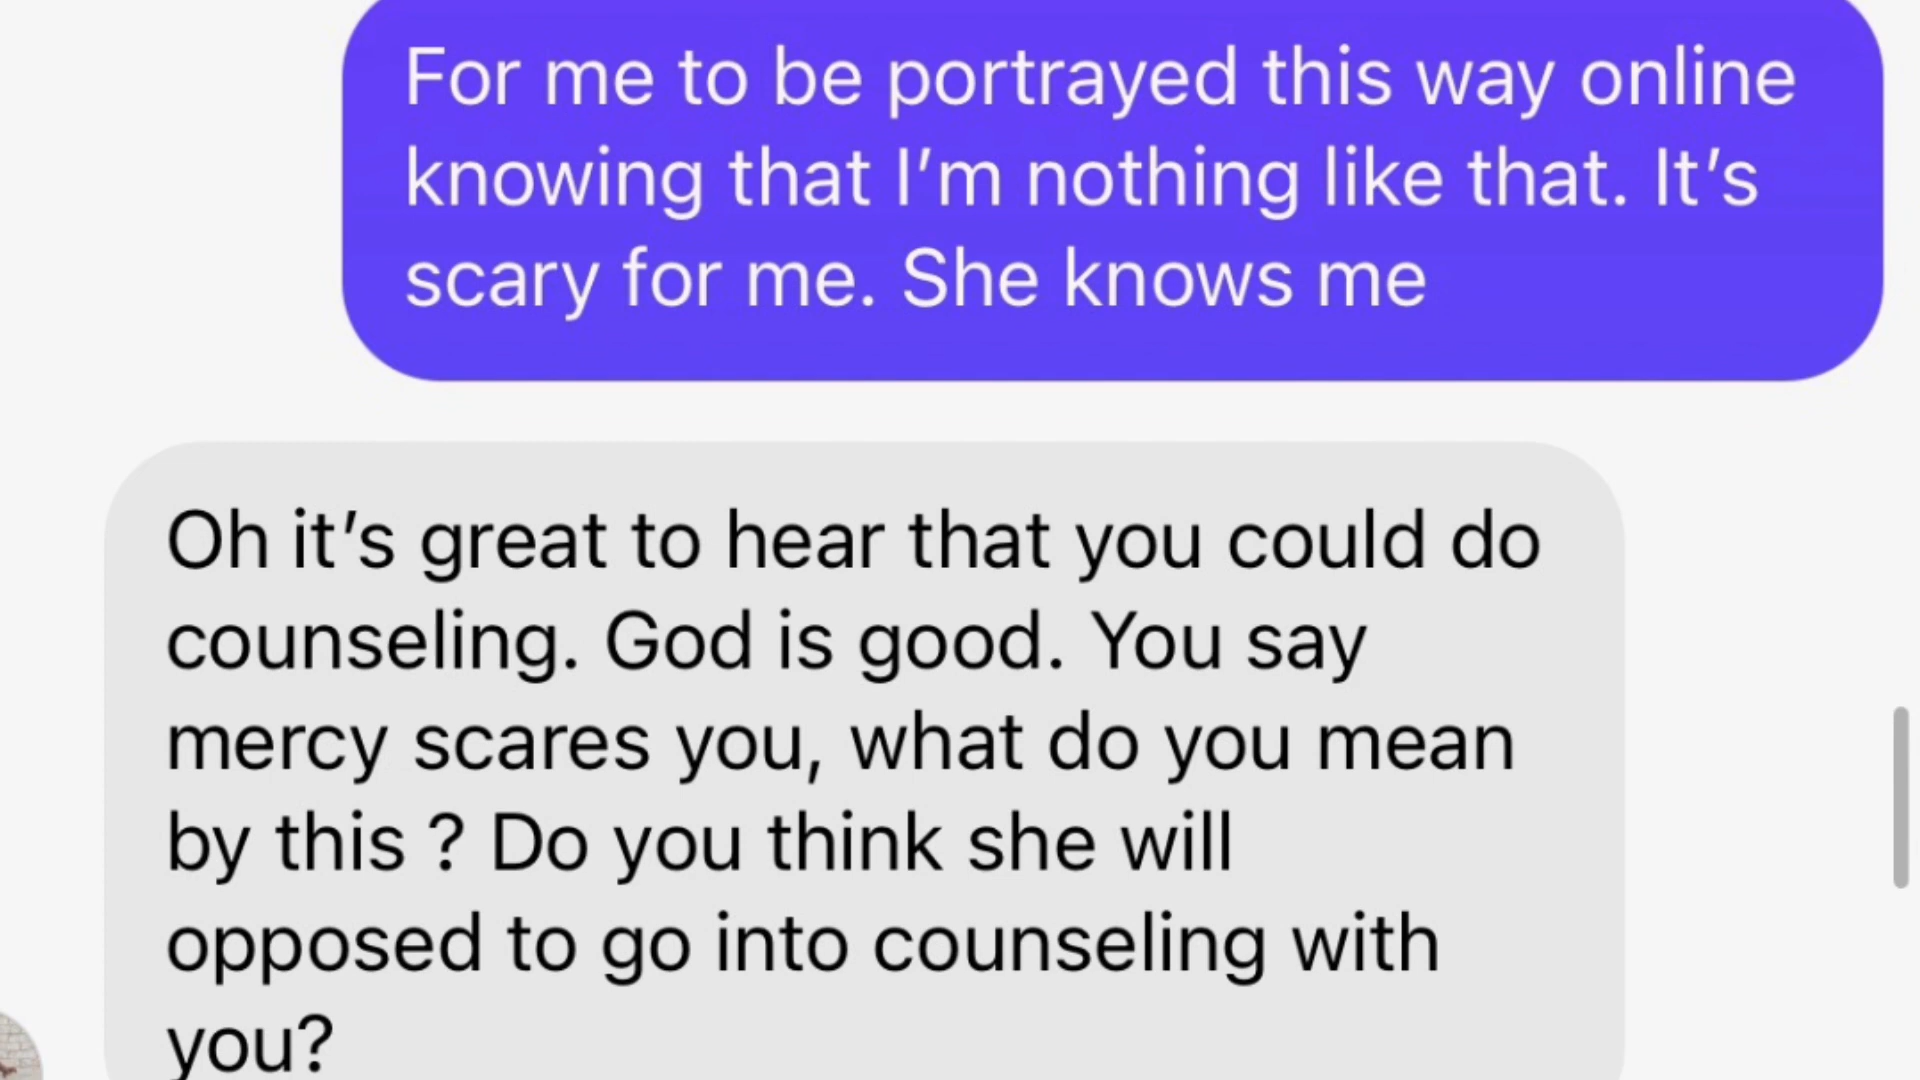 For me to be portrayed this way online
knowing that I’m nothing like that. It’s
scary for me. She knows me
Oh it’s great to hear that you could do
counseling. God is good. You say
mercy scares you, what do you mean
by this ? Do you think she will
opposed to go into counseling with
you?